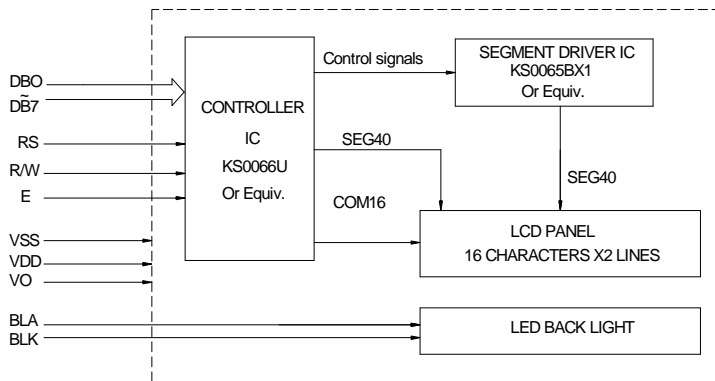 Control signals
SEGMENT DRIVER IC
KS0065BX1
Or Equiv.
DBO
~
DB7
CONTROLLER
IC
KS0066U
Or Equiv.
RS
R/W
E
SEG40
SEG40
COM16
VSS
VDD
VO
LCD PANEL
16 CHARACTERS X2 LINES
BLA
BLK
LED BACK LIGHT